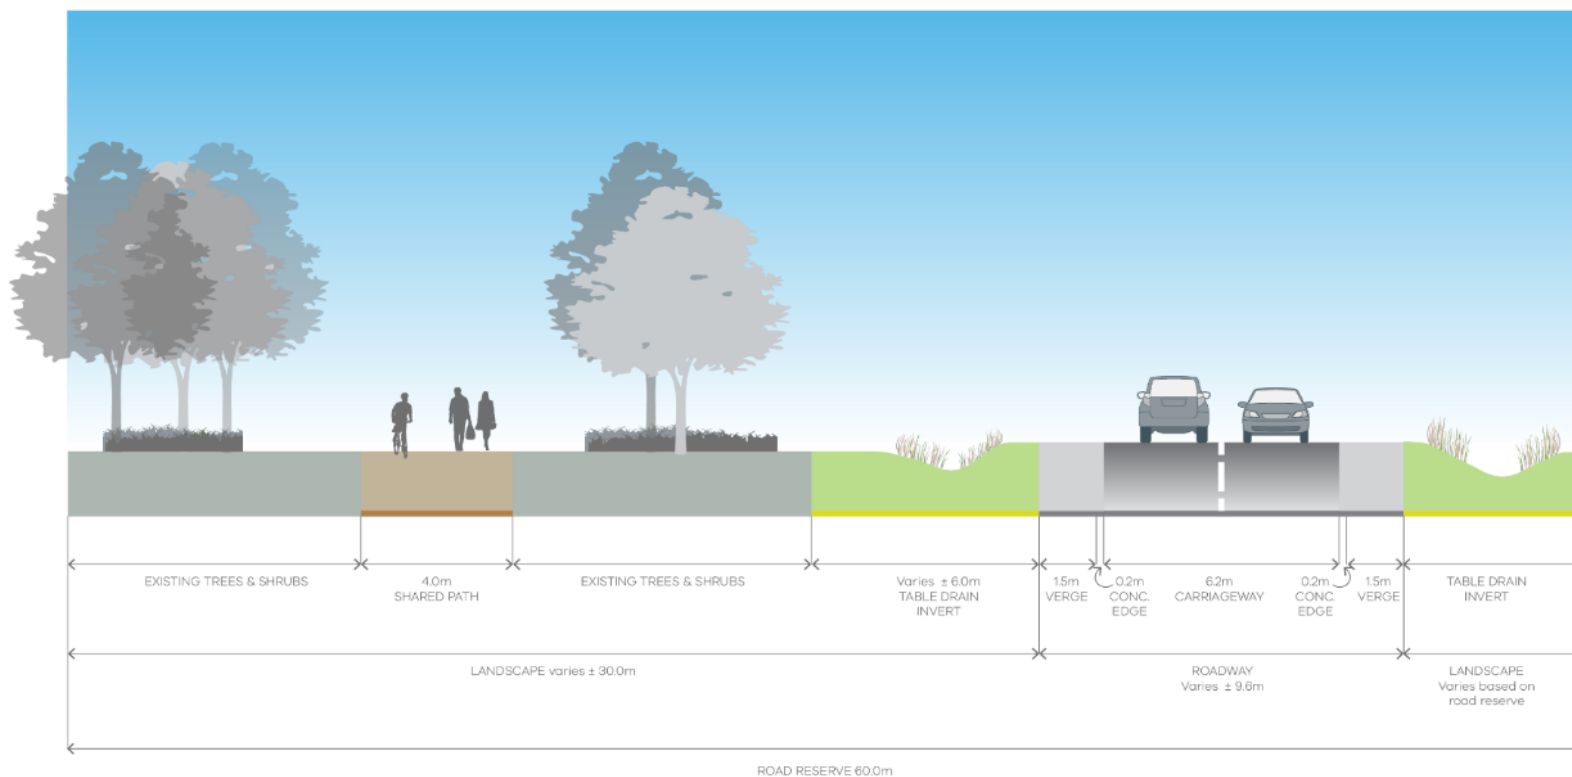 EXISTING TREES & SHRUBS
4.0m
SHARED PATH
EXISTING TREES & SHRUBS
Varies ± 6.0m
TABLE DRAIN
INVERT
1.5m
VERGE
0.2m
CONC.
EDGE
6.2m
CARRIAGEWAY
0.2m
CONC.
EDGE
1.5m
VERGE
TABLE DRAIN
INVERT
LANDSCAPE varies ± 30.0m
ROADWAY
Varies ± 9.6m
LANDSCAPE
Varies based on
road reserve
ROAD RESERVE 60.0m